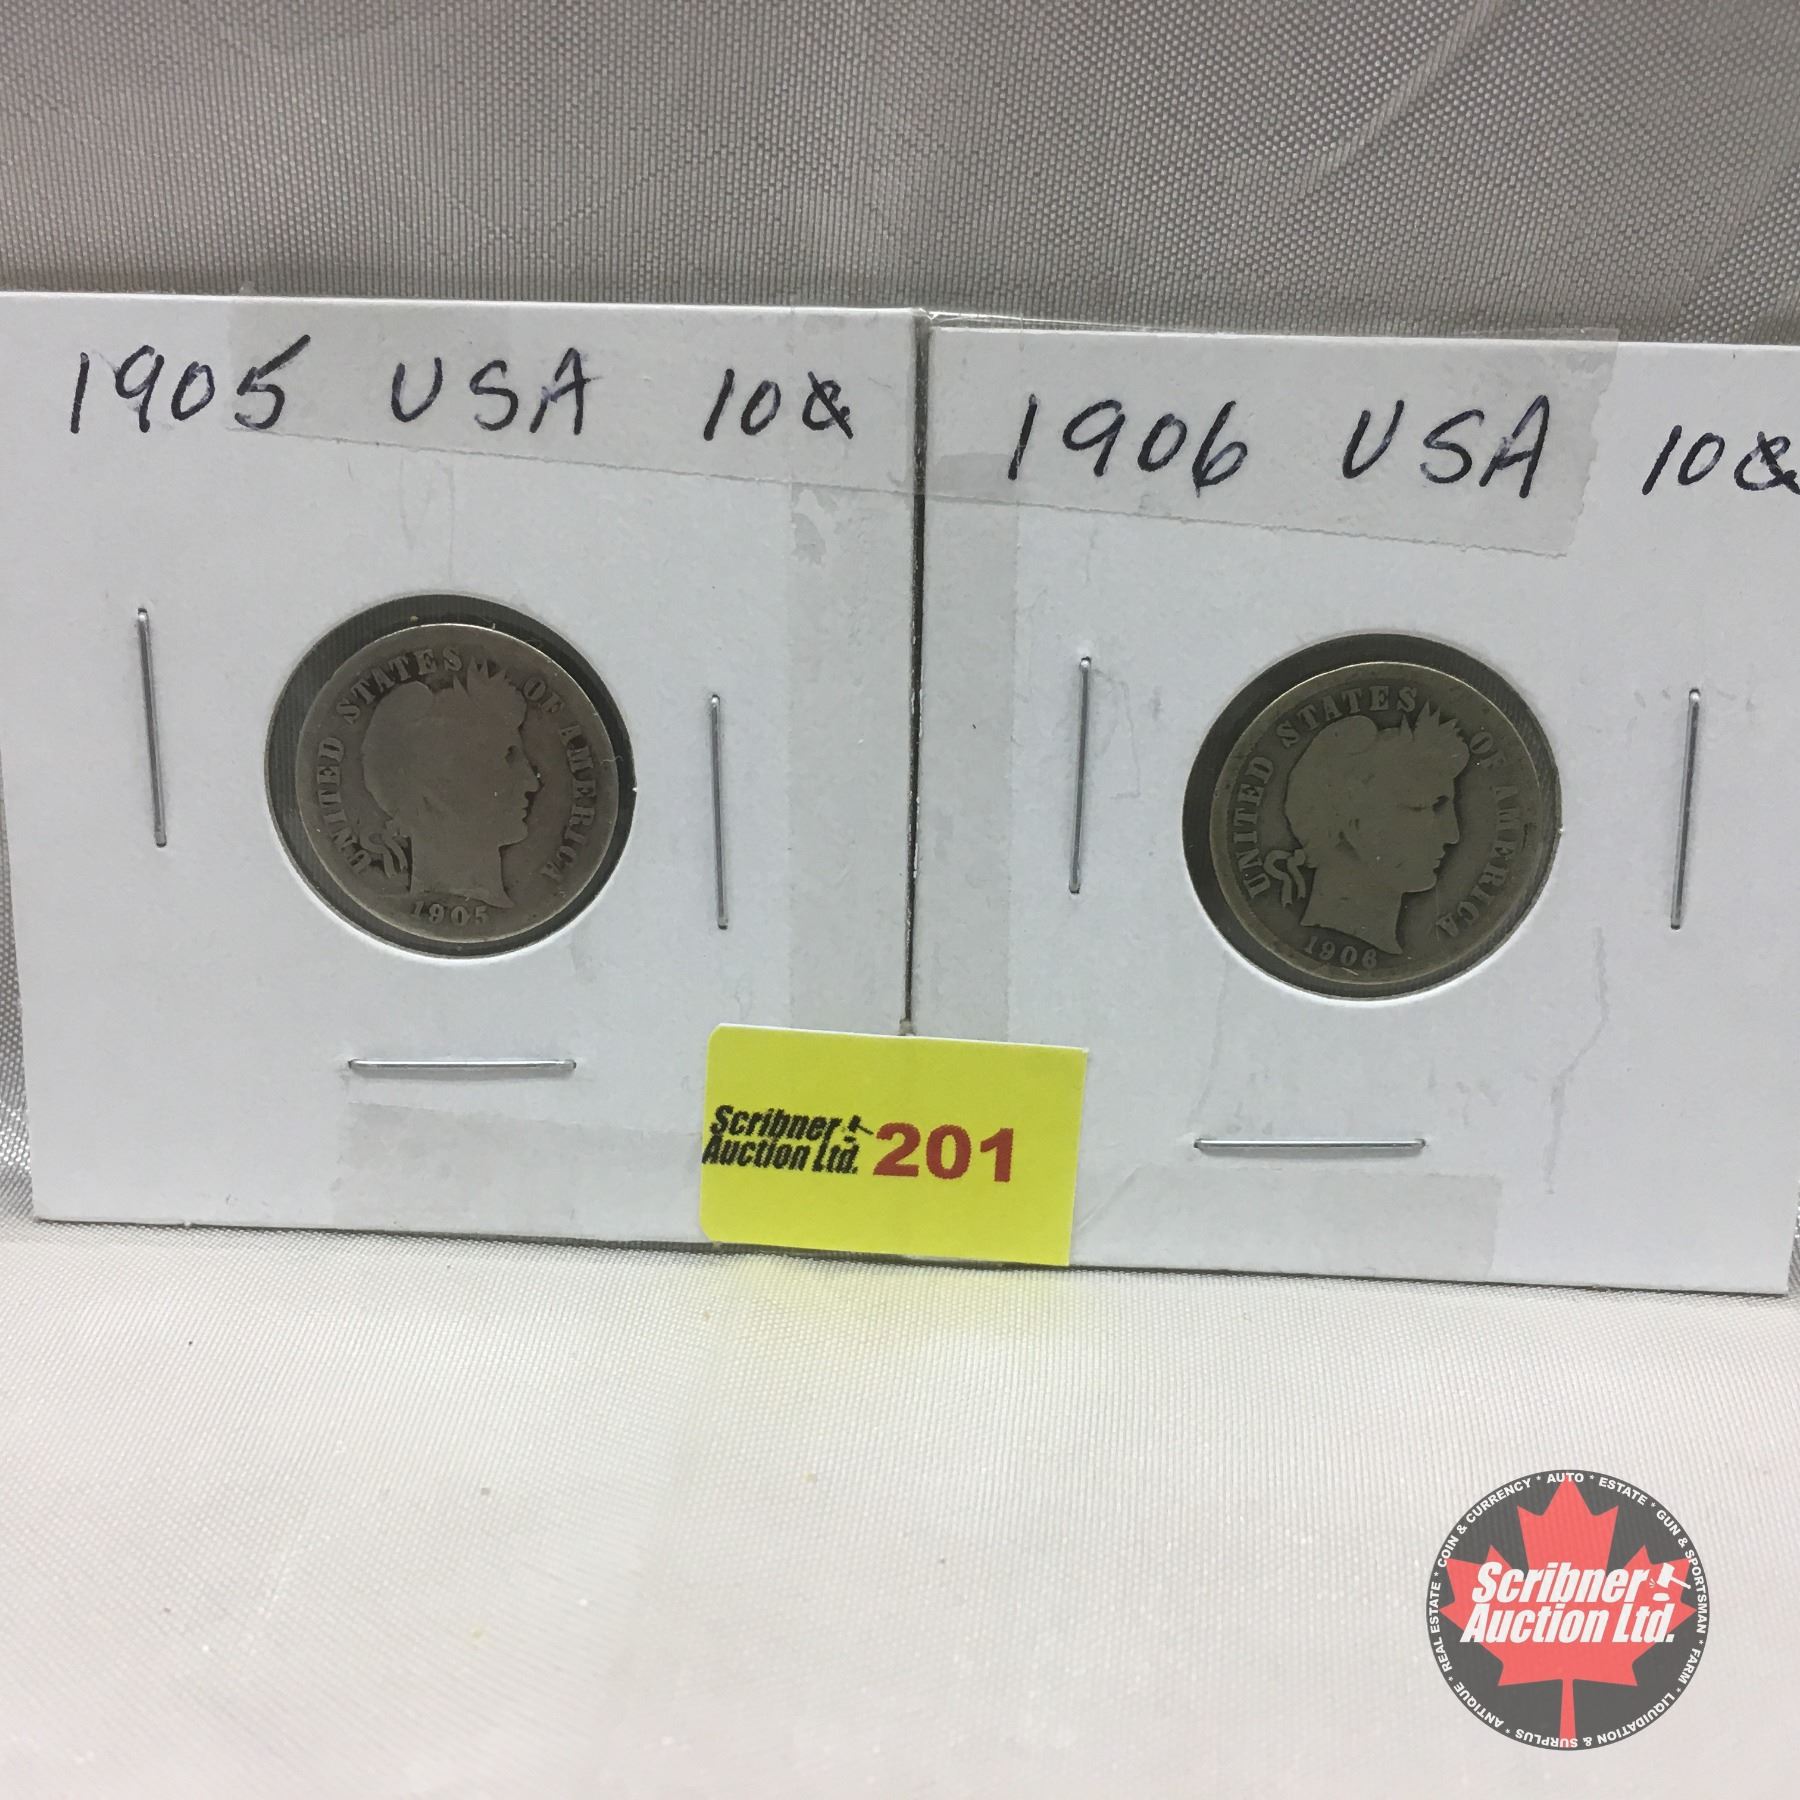 1905 USA 10¢
1906 USA 10¢
UNITED STATES OF AMERICA
1905
UNITED STATES OF AMERICA
1906
Scribner
Auction Ltd.
201
* COIN & CURRENCY * AUTO * ESTATE * GUN & SPORTSMAN * FARM * LIQUIDATION & SURPLUS * ANTIQUE * REAL ESTATE
Scribner
Auction Ltd.